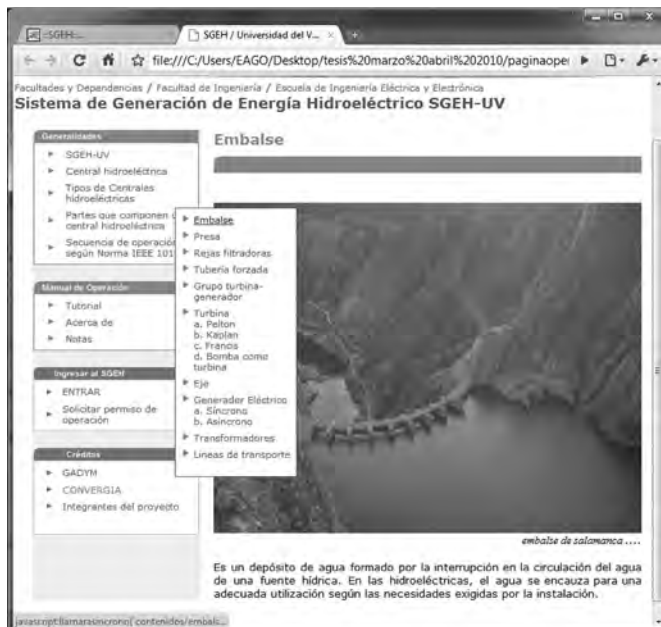 SGEH / Universidad del V...
file:///C:/Users/EAGO/Desktop/tesis%20marzo%20abril%202010/paginaoper
Facultades y Dependencias / Facultad de Ingeniería / Escuela de Ingeniería Eléctrica y Electrónica
Sistema de Generación de Energía Hidroeléctrico SGEH-UV
Generalidades
SGEH-UV
Central hidroeléctrica
Tipos de Centrales
hidroeléctricas
Partes que componen
central hidroeléctrica
Secuencia de operación
según Norma IEEE 101
Manual de Operación
Tutorial
Acerca de
Notas
Ingresar al SGEH
ENTRAR
Solicitar permiso de
operación
Créditos
GADYM
CONVERGIA
Integrantes del proyecto
Embalse
Presa
Rejas filtradoras
Tubería forzada
Grupo turbina-
generador
Turbina
a. Pelton
b. Kaplan
c. Francis
d. Bomba como
turbina
Eje
Generador Eléctrico
a. Síncrono
b. Asíncrono
Transformadores
Lineas de transporte
Embalse
embalse de salamanca ....
Es un depósito de agua formado por la interrupción en la circulación del agua
de una fuente hídrica. En las hidroeléctricas, el agua se encauza para una
adecuada utilización según las necesidades exigidas por la instalación.
javascript:llamarasincrono('contenidos/embals...